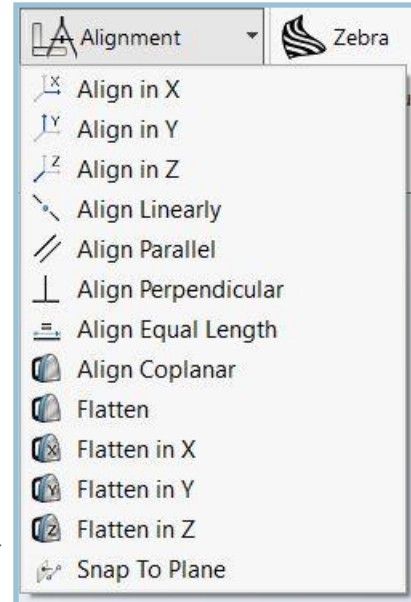 Alignment Zebra
Align in X
Align in Y
Align in Z
Align Linearly
Align Parallel
Align Perpendicular
Align Equal Length
Align Coplanar
Flatten
Flatten in X
Flatten in Y
Flatten in Z
Snap To Plane